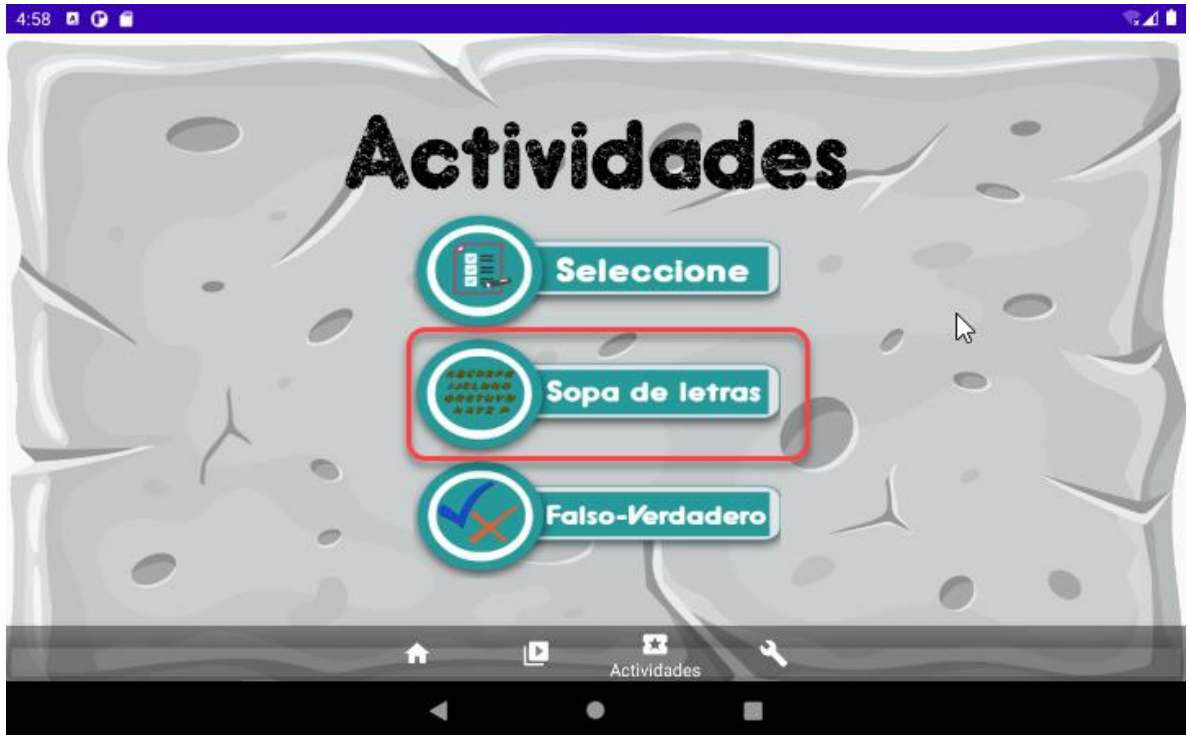 4:58
Actividades
Seleccione
Sopa de letras
Falso-Verdadero
Actividades